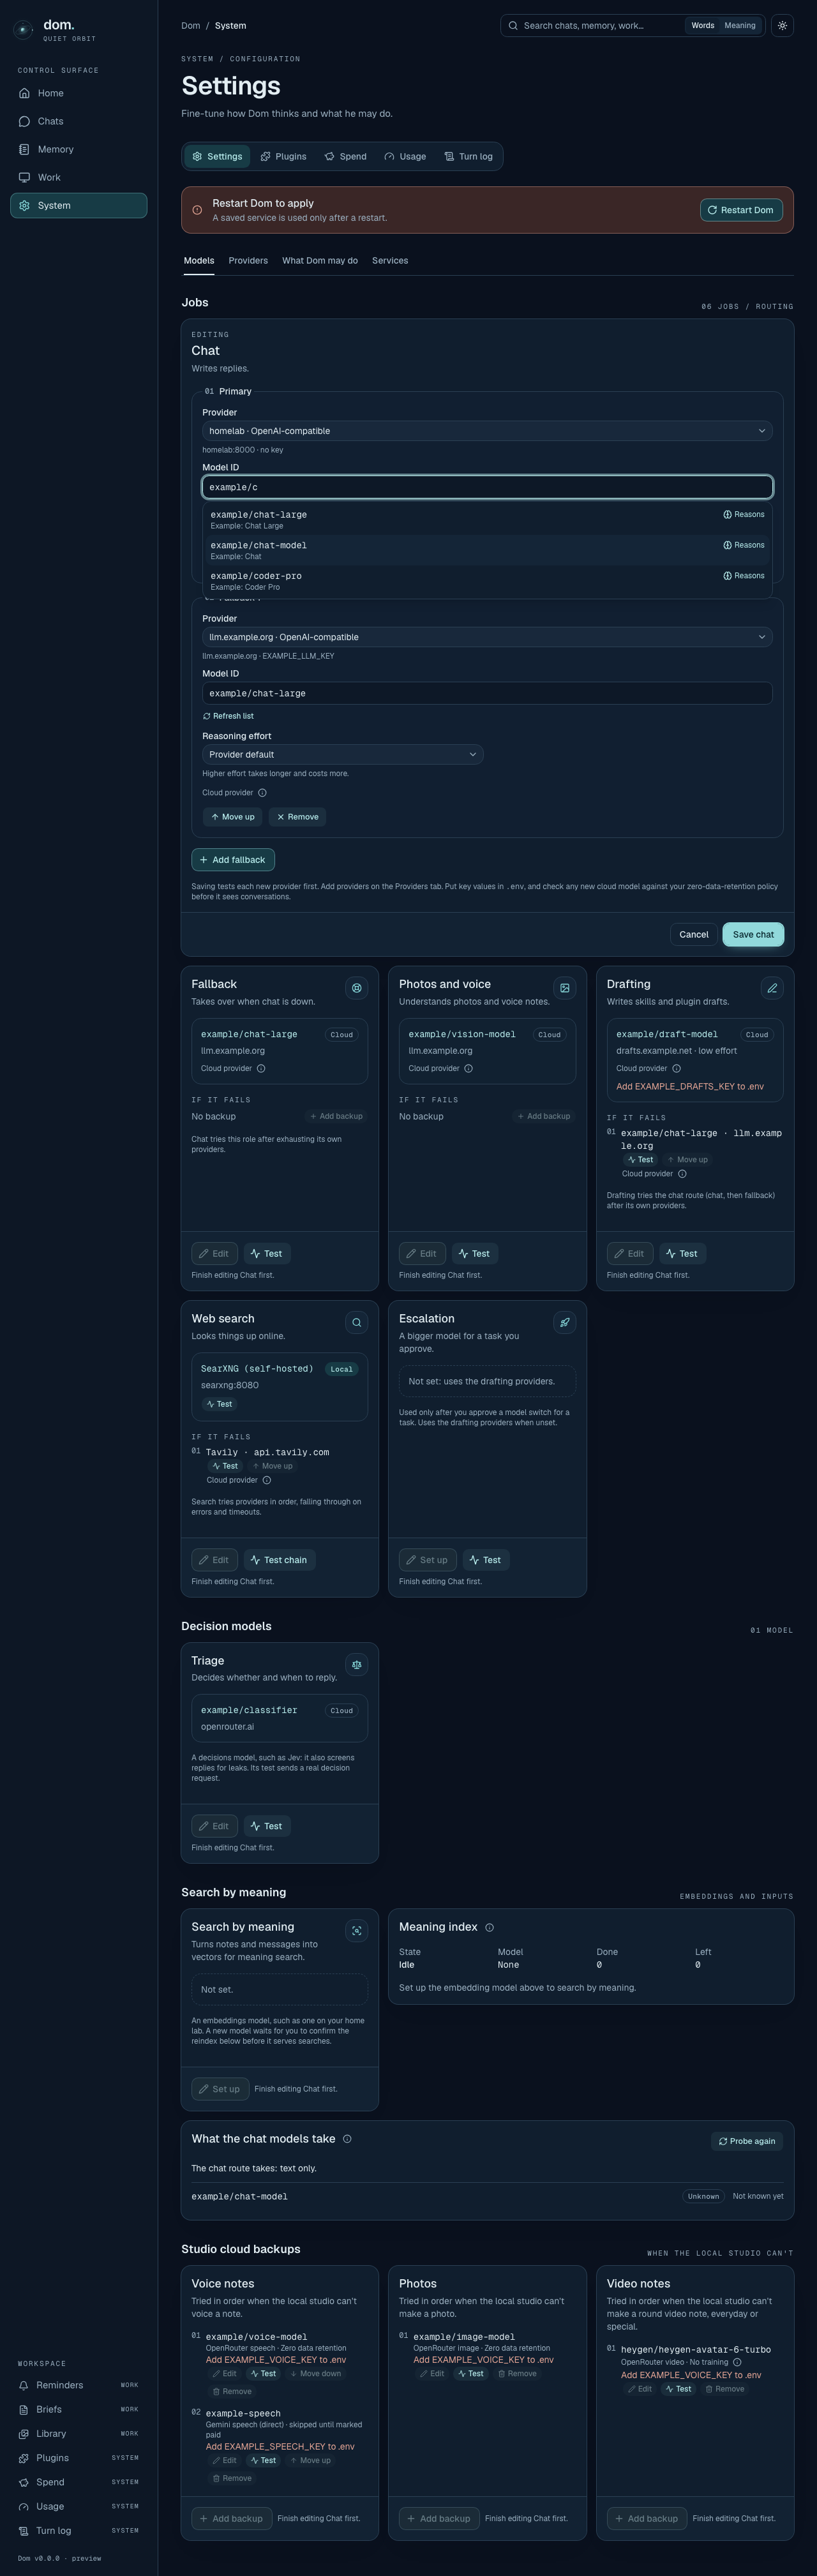 dom.
QUIET ORBIT
CONTROL SURFACE
Home
Chats
Memory
Work
System
Dom / System
Search chats, memory, work...
Words Meaning
SYSTEM / CONFIGURATION
Settings
Fine-tune how Dom thinks and what he may do.
Settings Plugins Spend Usage Turn log
Restart Dom to apply
A saved service is used only after a restart.
Restart Dom
Models Providers What Dom may do Services
Jobs
06 JOBS / ROUTING
EDITING
Chat
Writes replies.
01 Primary
Provider
homelab · OpenAI-compatible
homelab:8000 · no key
Model ID
example/c
example/chat-large Reasons
Example: Chat Large
example/chat-model Reasons
Example: Chat
example/coder-pro Reasons
Example: Coder Pro
Provider
llm.example.org · OpenAI-compatible
llm.example.org · EXAMPLE_LLM_KEY
Model ID
example/chat-large
Refresh list
Reasoning effort
Provider default
Higher effort takes longer and costs more.
Cloud provider
Move up Remove
Add fallback
Saving tests each new provider first. Add providers on the Providers tab. Put key values in .env, and check any new cloud model against your zero-data-retention policy
before it sees conversations.
Cancel Save chat
Fallback
Takes over when chat is down.
example/chat-large Cloud
llm.example.org
Cloud provider
IF IT FAILS
No backup Add backup
Chat tries this role after exhausting its own
providers.
Edit Test
Finish editing Chat first.
Photos and voice
Understands photos and voice notes.
example/vision-model Cloud
llm.example.org
Cloud provider
IF IT FAILS
No backup Add backup
Edit Test
Finish editing Chat first.
Drafting
Writes skills and plugin drafts.
example/draft-model Cloud
drafts.example.net · low effort
Cloud provider
Add EXAMPLE_DRAFTS_KEY to .env
IF IT FAILS
01 example/chat-large · llm.examp
le.org
Test Move up
Cloud provider
Drafting tries the chat route (chat, then fallback)
after its own providers.
Edit Test
Finish editing Chat first.
Web search
Looks things up online.
SearXNG (self-hosted) Local
searxng:8080
Test
IF IT FAILS
01 Tavily · api.tavily.com
Test Move up
Cloud provider
Search tries providers in order, falling through on
errors and timeouts.
Edit Test chain
Finish editing Chat first.
Escalation
A bigger model for a task you
approve.
Not set: uses the drafting providers.
Used only after you approve a model switch for a
task. Uses the drafting providers when unset.
Set up Test
Finish editing Chat first.
Decision models
01 MODEL
Triage
Decides whether and when to reply.
example/classifier Cloud
openrouter.ai
A decisions model, such as Jev: it also screens
replies for leaks. Its test sends a real decision
request.
Edit Test
Finish editing Chat first.
Search by meaning
EMBEDDINGS AND INPUTS
Search by meaning
Turns notes and messages into
vectors for meaning search.
Not set.
An embeddings model, such as one on your home
lab. A new model waits for you to confirm the
reindex below before it serves searches.
Set up Finish editing Chat first.
Meaning index
State Model Done Left
Idle None 0 0
Set up the embedding model above to search by meaning.
What the chat models take
Probe again
The chat route takes: text only.
example/chat-model Unknown Not known yet
Studio cloud backups
WHEN THE LOCAL STUDIO CAN'T
Voice notes
Tried in order when the local studio can't
voice a note.
01 example/voice-model
OpenRouter speech · Zero data retention
Add EXAMPLE_VOICE_KEY to .env
Edit Test Move down
Remove
02 example-speech
Gemini speech (direct) · skipped until marked
paid
Add EXAMPLE_SPEECH_KEY to .env
Edit Test Move up
Remove
Add backup Finish editing Chat first.
Photos
Tried in order when the local studio can't
make a photo.
01 example/image-model
OpenRouter image · Zero data retention
Add EXAMPLE_VOICE_KEY to .env
Edit Test Remove
Add backup Finish editing Chat first.
Video notes
Tried in order when the local studio can't
make a round video note, everyday or
special.
01 heygen/heygen-avatar-6-turbo
OpenRouter video · No training
Add EXAMPLE_VOICE_KEY to .env
Edit Test Remove
Add backup Finish editing Chat first.
WORKSPACE
Reminders WORK
Briefs WORK
Library WORK
Plugins SYSTEM
Spend SYSTEM
Usage SYSTEM
Turn log SYSTEM
Dom v0.0.0 · preview